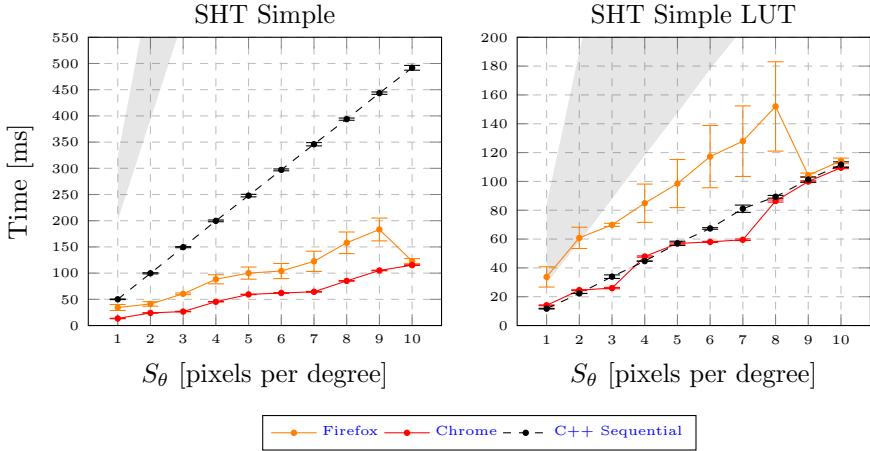 SHT Simple
SHT Simple LUT
Time [ms]
550
500
450
400
350
300
250
200
150
100
50
0
1 2 3 4 5 6 7 8 9 10
S_θ [pixels per degree]
200
180
160
140
120
100
80
60
40
20
0
1 2 3 4 5 6 7 8 9 10
S_θ [pixels per degree]
Firefox Chrome C++ Sequential